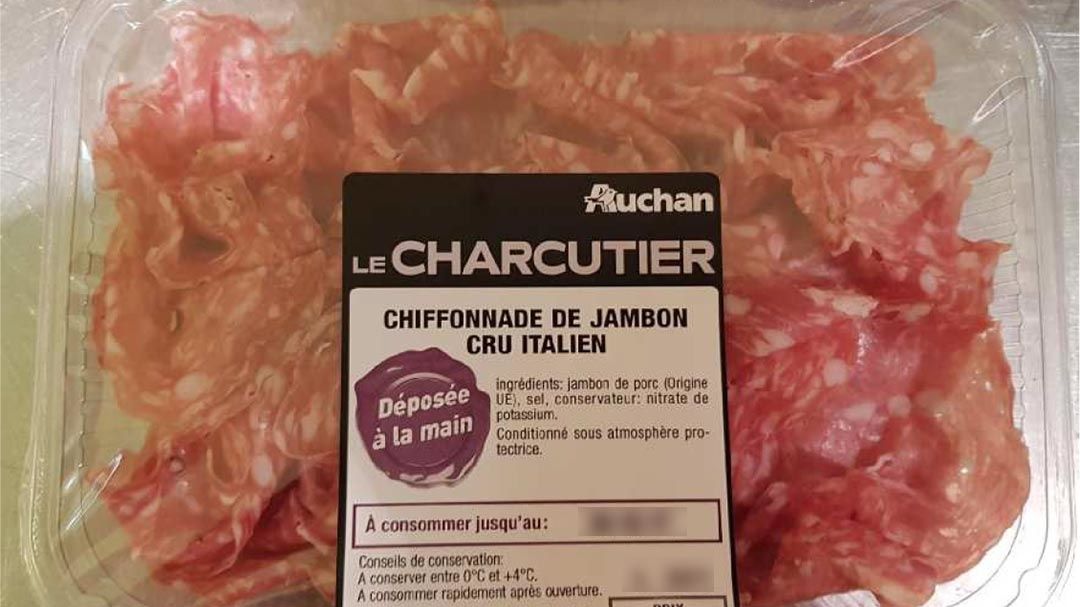 Auchan
LE CHARCUTIER
CHIFFONNADE DE JAMBON
CRU ITALIEN
Déposée
à la main
ingrédients: jambon de porc (Origine
UE), sel, conservateur: nitrate de
potassium.
Conditionné sous atmosphère pro-
tectrice.
À consommer jusqu'au:
Conseils de conservation:
A conserver entre 0°C et +4°C.
A consommer rapidement après ouverture.
PRIX